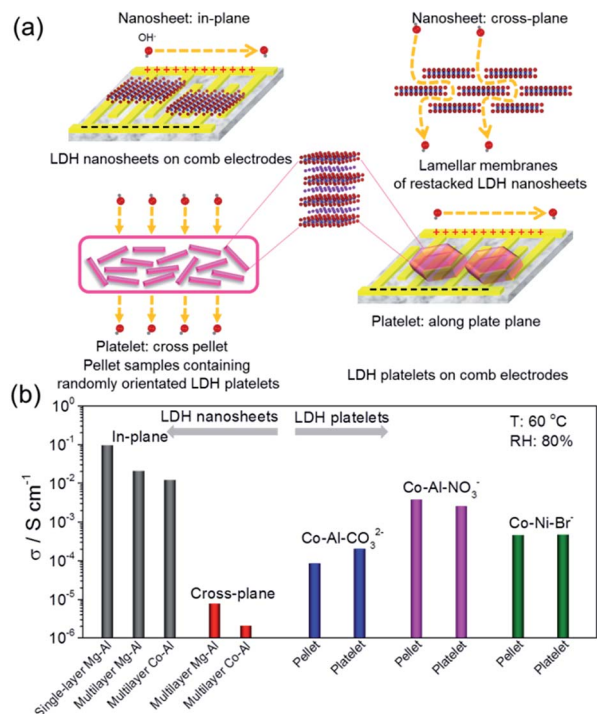 (a)
Nanosheet: in-plane
Nanosheet: cross-plane
OH-
+ + + + + + + + + + +
LDH nanosheets on comb electrodes
Lamellar membranes
of restacked LDH nanosheets
+ + + + + + + + + + +
Platelet: cross pellet
Pellet samples containing
randomly orientated LDH platelets
Platelet: along plate plane
LDH platelets on comb electrodes
(b)
σ / S cm⁻¹
10⁰
10⁻¹
10⁻²
10⁻³
10⁻⁴
10⁻⁵
10⁻⁶
LDH nanosheets
LDH platelets
T: 60 °C
RH: 80%
In-plane
Cross-plane
Co-Al-CO₃²⁻
Co-Al-NO₃⁻
Co-Ni-Br⁻
Single-layer Mg-Al
Multilayer Mg-Al
Multilayer Co-Al
Multilayer Mg-Al
Multilayer Co-Al
Pellet
Platelet
Pellet
Platelet
Pellet
Platelet